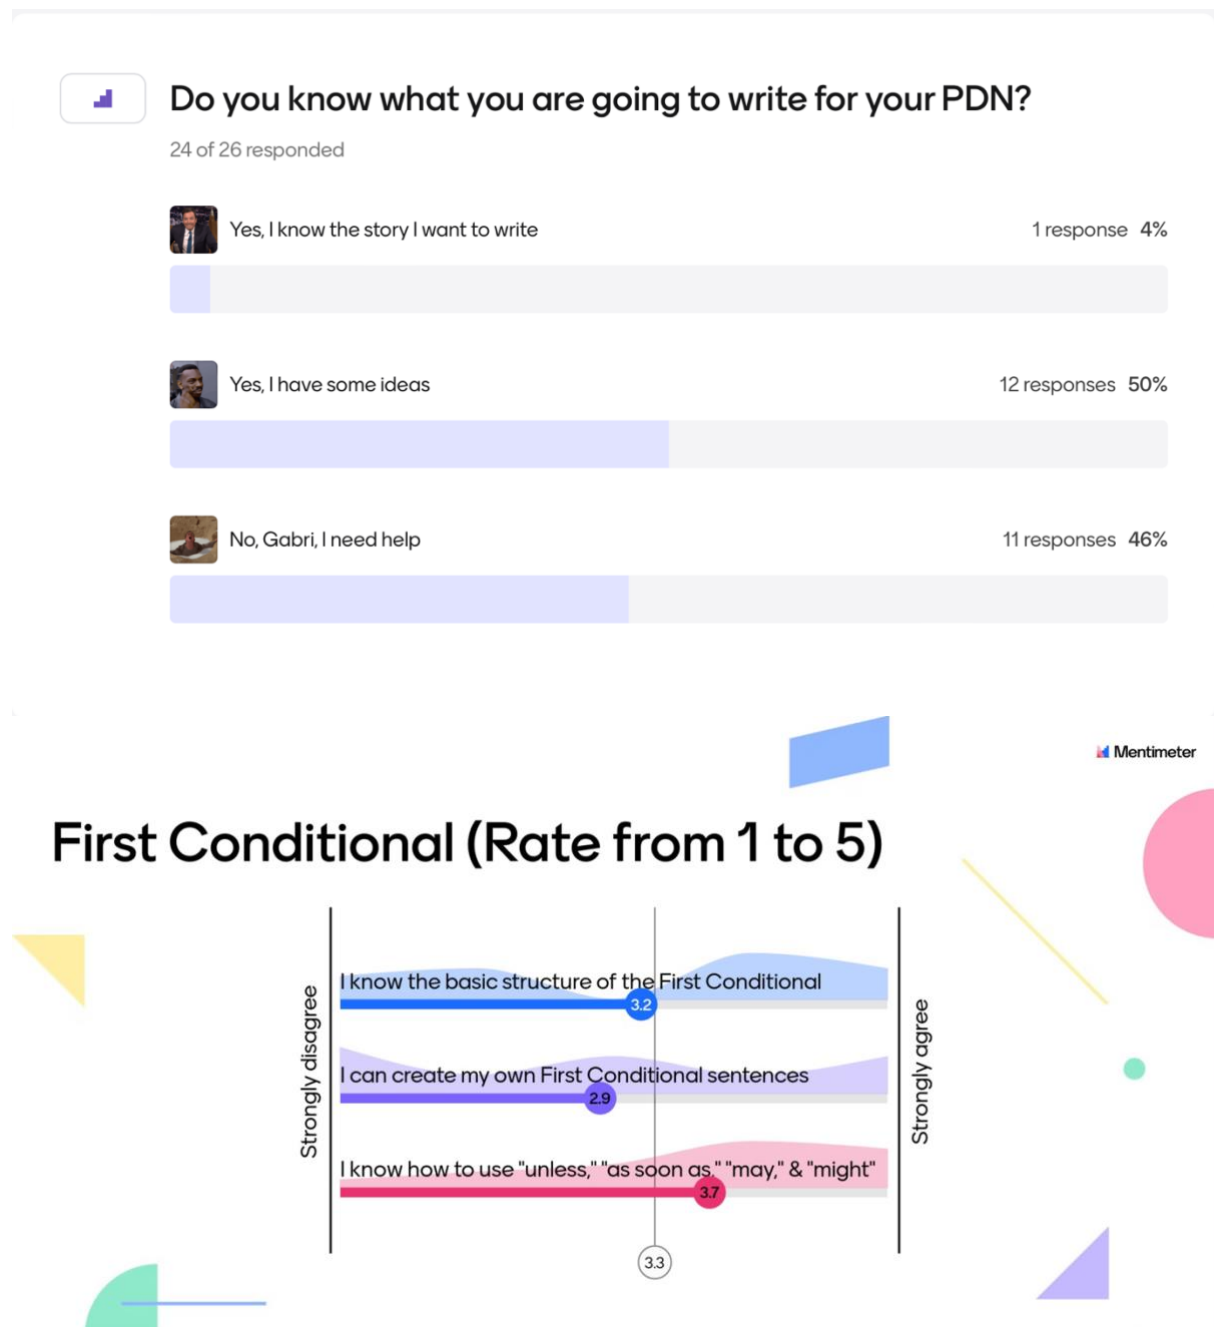 Do you know what you are going to write for your PDN?
24 of 26 responded
Yes, I know the story I want to write 1 response 4%
Yes, I have some ideas 12 responses 50%
No, Gabri, I need help 11 responses 46%
Mentimeter
First Conditional (Rate from 1 to 5)
Strongly disagree
I know the basic structure of the First Conditional
3.2
I can create my own First Conditional sentences
2.9
I know how to use "unless," "as soon as," "may," & "might"
3.7
3.3
Strongly agree